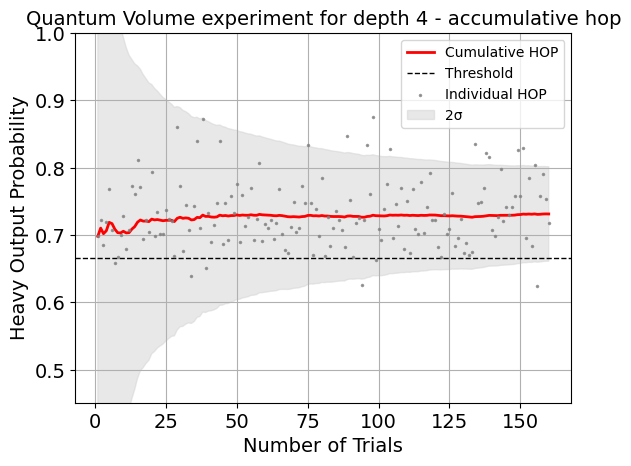 Quantum Volume experiment for depth 4 - accumulative hop
Heavy Output Probability
1.0
0.9
0.8
0.7
0.6
0.5
Cumulative HOP
Threshold
Individual HOP
2σ
0 25 50 75 100 125 150
Number of Trials